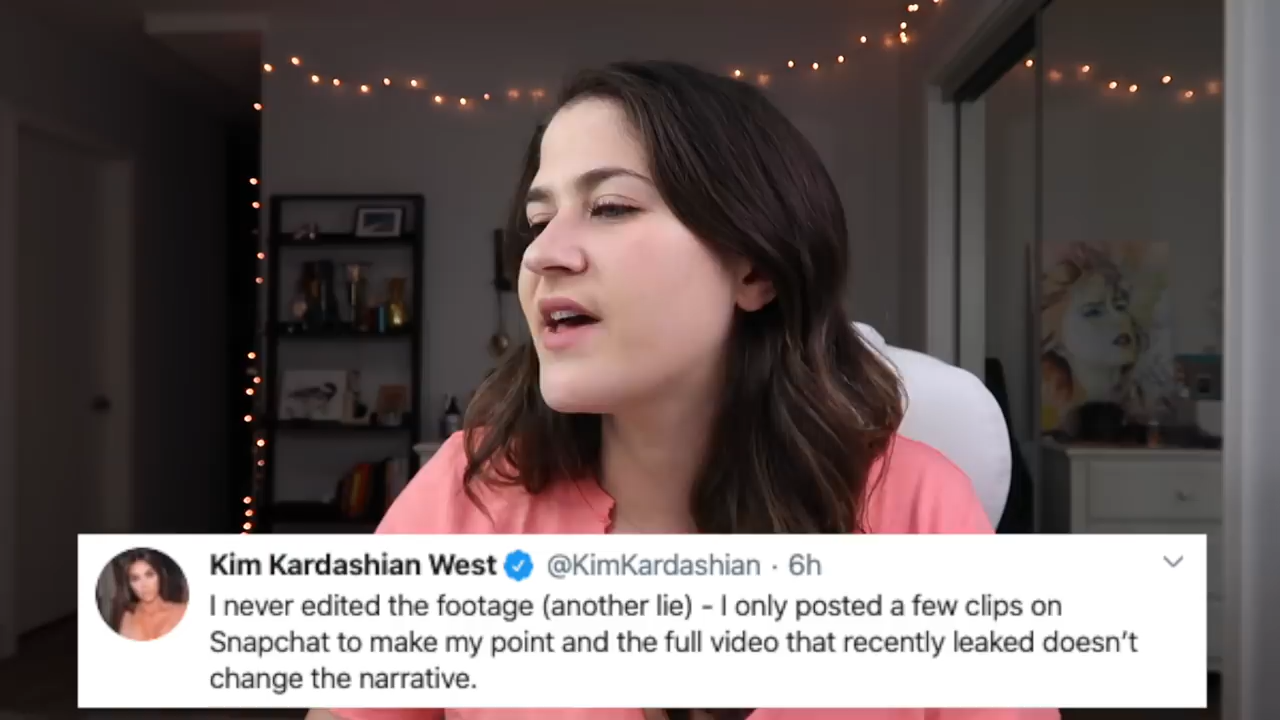 Kim Kardashian West @KimKardashian · 6h
I never edited the footage (another lie) - I only posted a few clips on
Snapchat to make my point and the full video that recently leaked doesn’t
change the narrative.